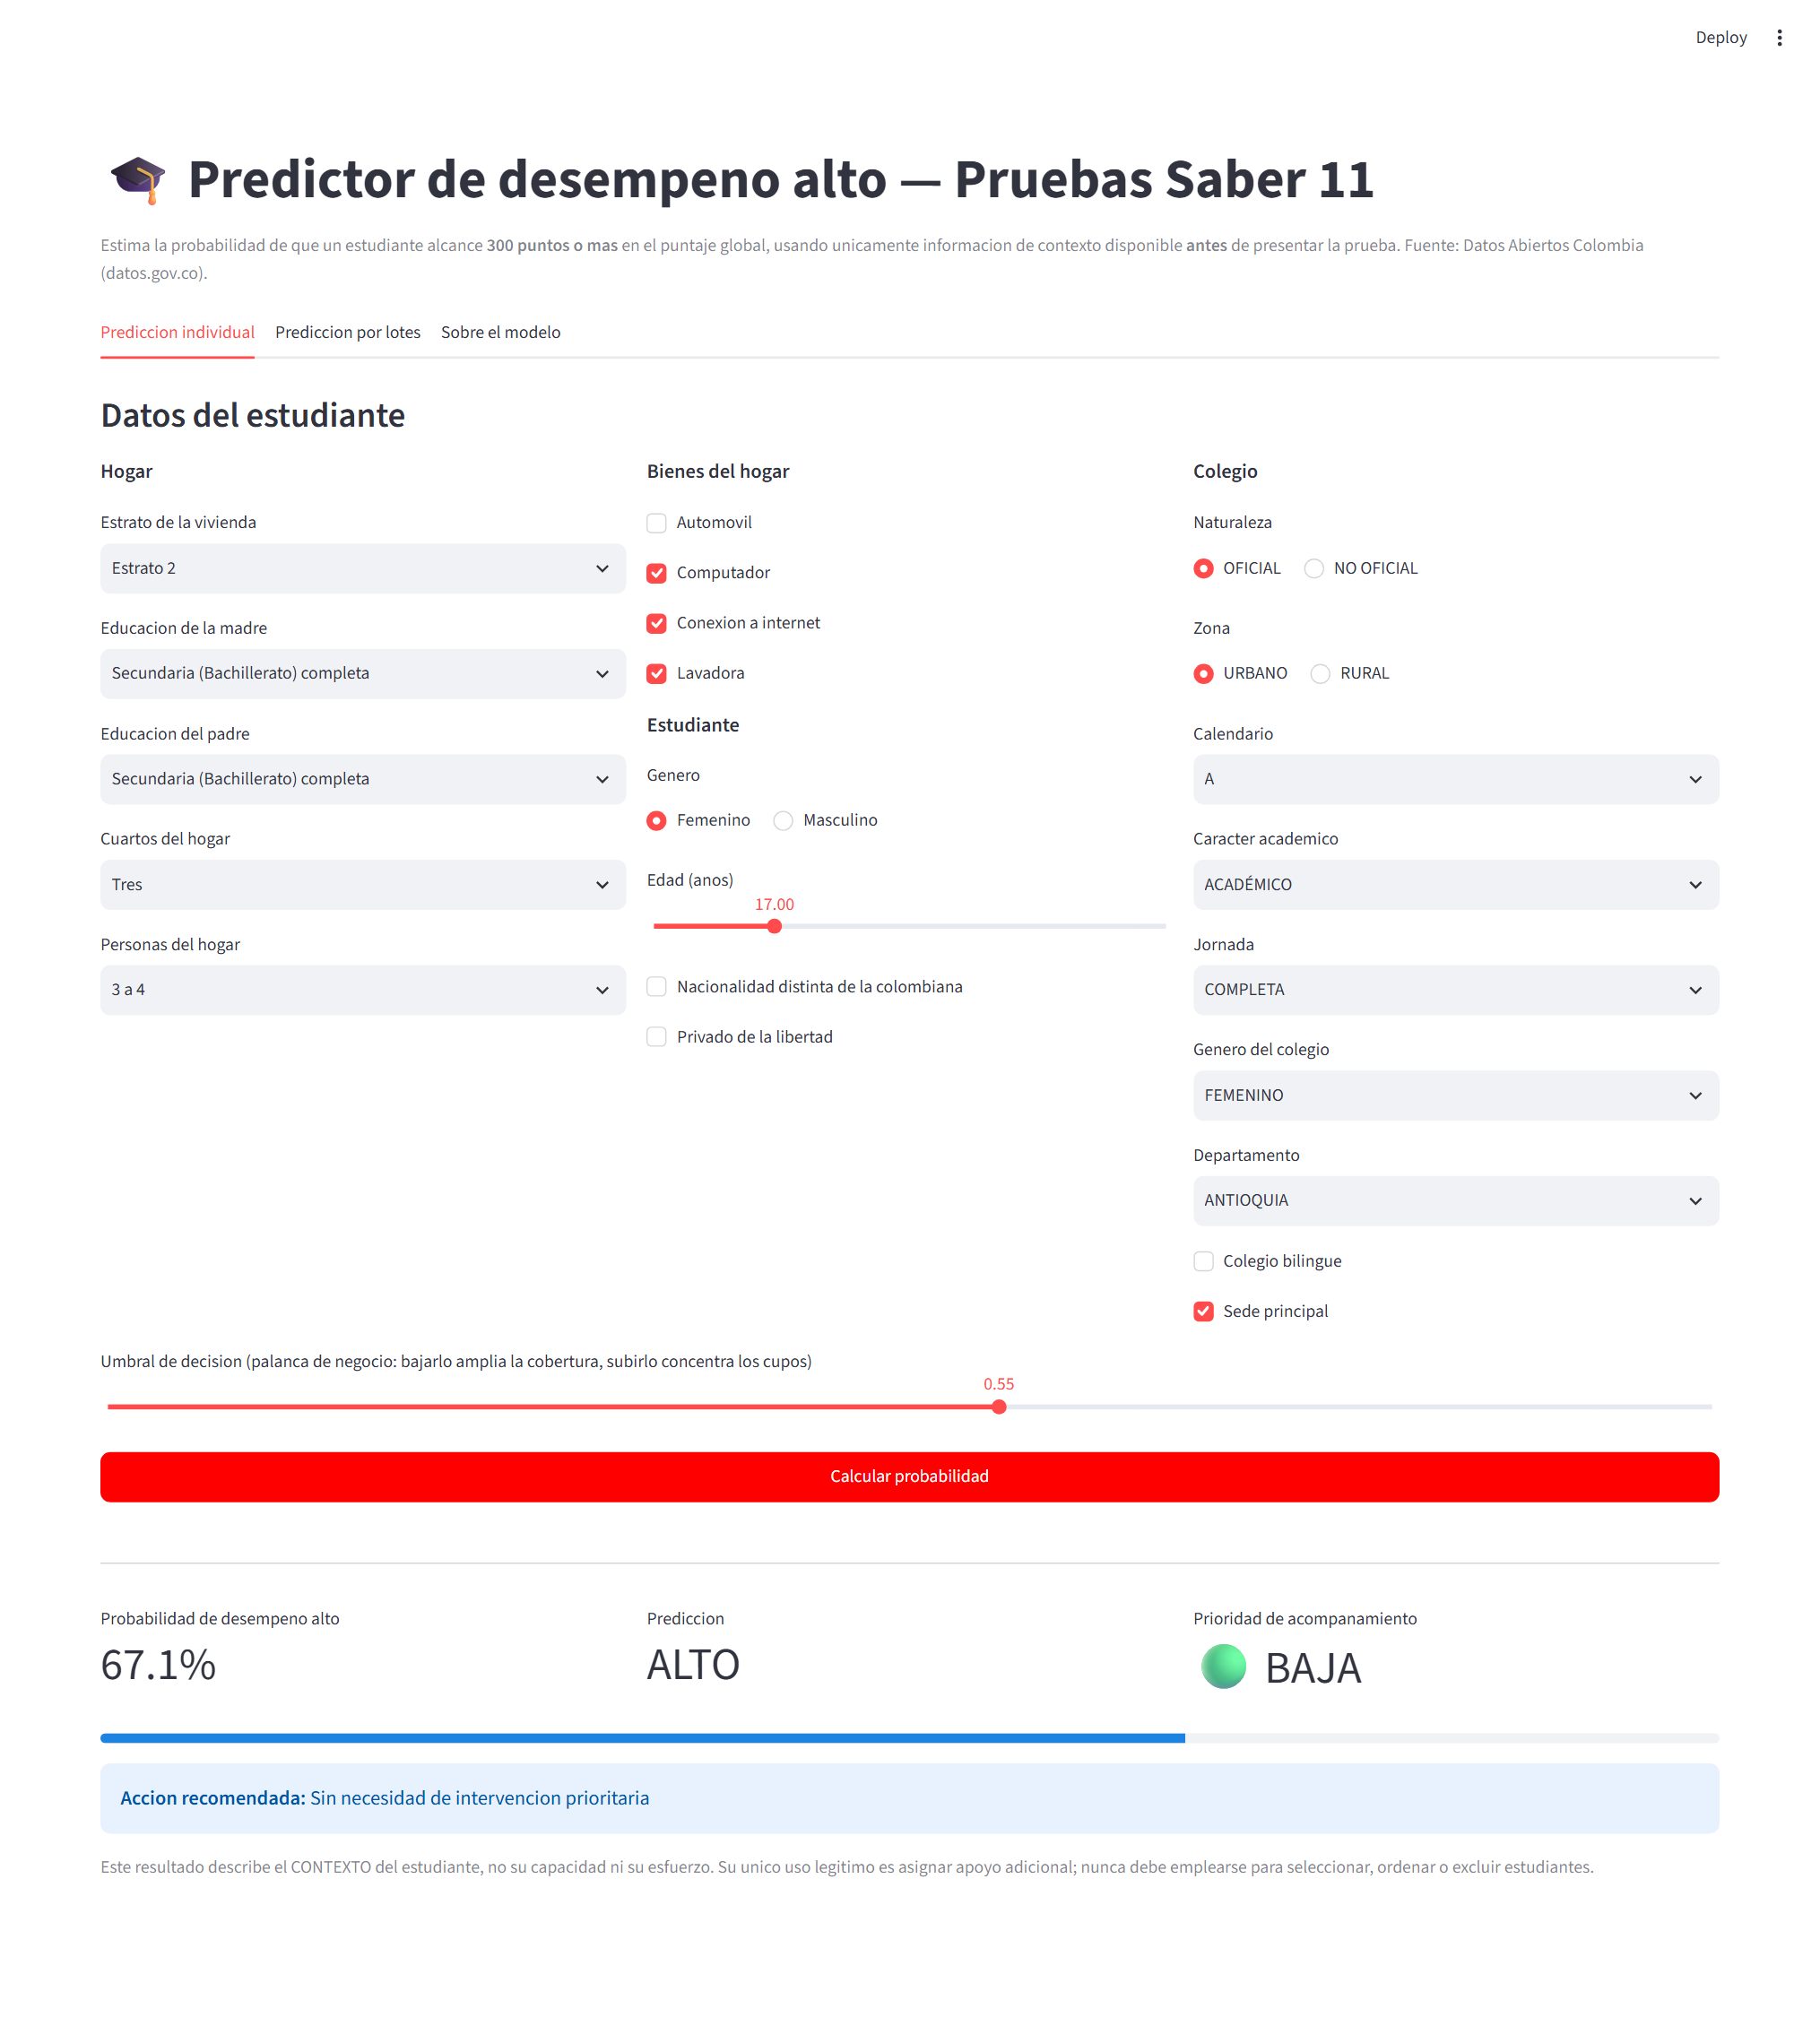 Deploy
Predictor de desempeno alto — Pruebas Saber 11
Estima la probabilidad de que un estudiante alcance 300 puntos o mas en el puntaje global, usando unicamente informacion de contexto disponible antes de presentar la prueba. Fuente: Datos Abiertos Colombia
(datos.gov.co).
Prediccion individual
Prediccion por lotes
Sobre el modelo
Datos del estudiante
Hogar
Estrato de la vivienda
Estrato 2
Educacion de la madre
Secundaria (Bachillerato) completa
Educacion del padre
Secundaria (Bachillerato) completa
Cuartos del hogar
Tres
Personas del hogar
3 a 4
Bienes del hogar
Automovil
Computador
Conexion a internet
Lavadora
Estudiante
Genero
Femenino
Masculino
Edad (anos)
17.00
Nacionalidad distinta de la colombiana
Privado de la libertad
Colegio
Naturaleza
OFICIAL
NO OFICIAL
Zona
URBANO
RURAL
Calendario
A
Caracter academico
ACADÉMICO
Jornada
COMPLETA
Genero del colegio
FEMENINO
Departamento
ANTIOQUIA
Colegio bilingue
Sede principal
Umbral de decision (palanca de negocio: bajarlo amplia la cobertura, subirlo concentra los cupos)
0.55
Calcular probabilidad
Probabilidad de desempeno alto
67.1%
Prediccion
ALTO
Prioridad de acompanamiento
BAJA
Accion recomendada: Sin necesidad de intervencion prioritaria
Este resultado describe el CONTEXTO del estudiante, no su capacidad ni su esfuerzo. Su unico uso legitimo es asignar apoyo adicional; nunca debe emplearse para seleccionar, ordenar o excluir estudiantes.